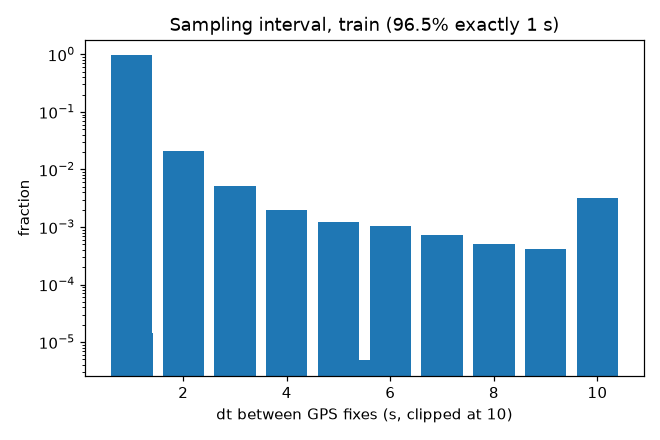 Sampling interval, train (96.5% exactly 1 s)
10⁰
10⁻¹
10⁻²
10⁻³
10⁻⁴
10⁻⁵
fraction
2 4 6 8 10
dt between GPS fixes (s, clipped at 10)